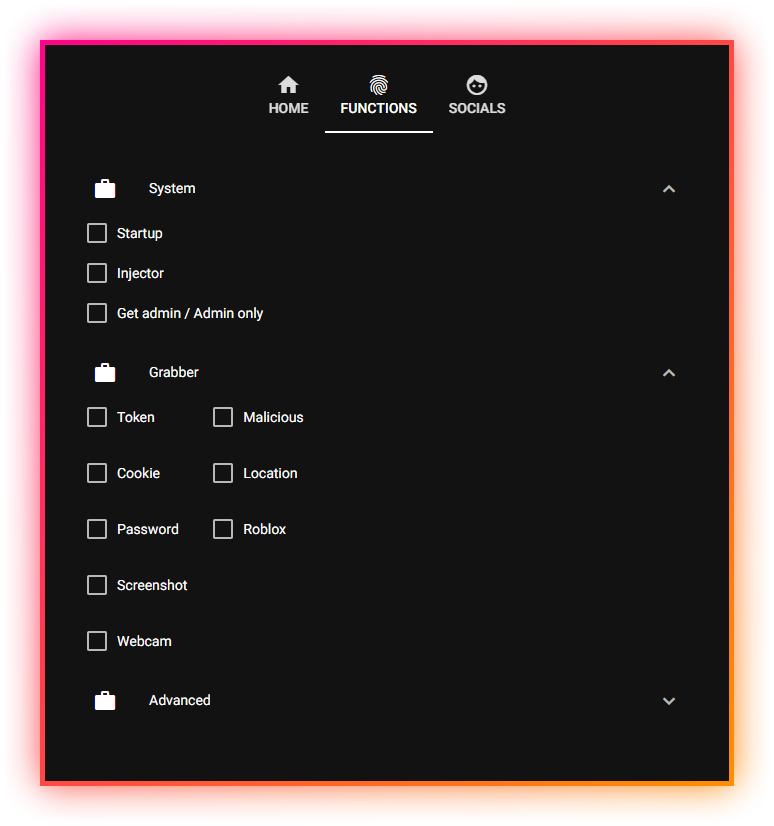 HOME FUNCTIONS SOCIALS
System
Startup
Injector
Get admin / Admin only
Grabber
Token Malicious
Cookie Location
Password Roblox
Screenshot
Webcam
Advanced